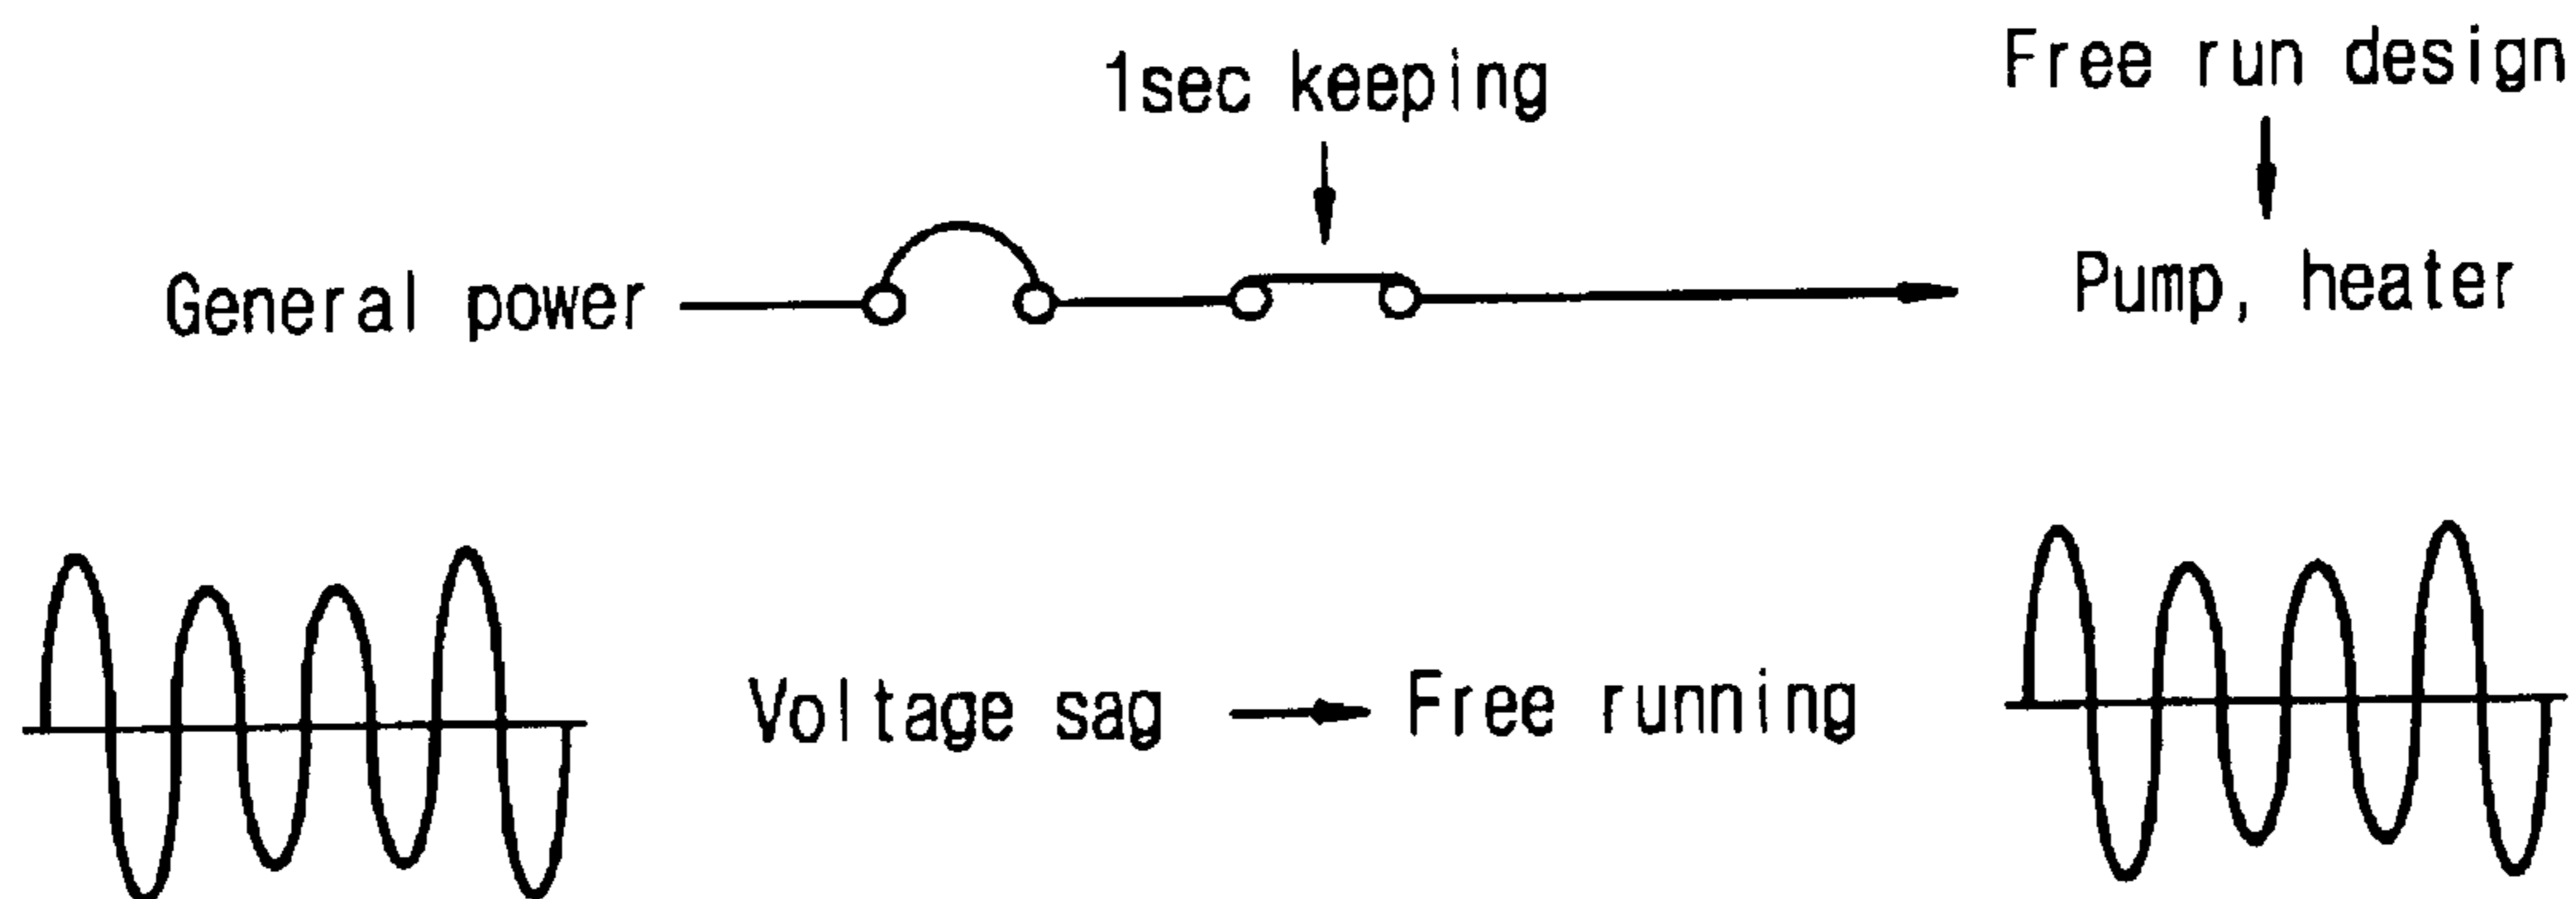 Free run design
1sec keeping
General power
Pump, heater
Voltage sag
Free running